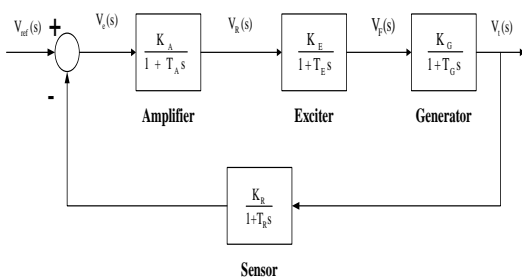 V_ref(s) + V_e(s) K_A / 1 + T_A s V_R(s) K_E / 1+T_E s V_F(s) K_G / 1+T_G s V_t(s)
-
Amplifier Exciter Generator
K_R / 1+T_R s
Sensor